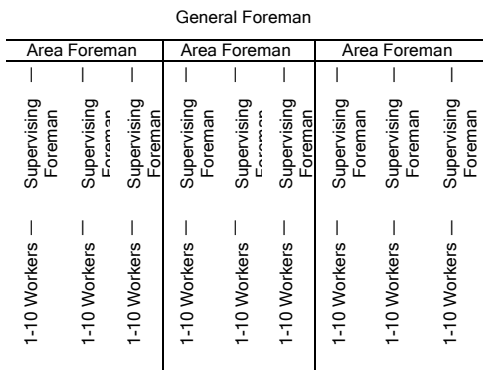 General Foreman
Area Foreman
Area Foreman
Area Foreman
Supervising —
Foreman
Supervising —
Foreman
Supervising —
Foreman
Supervising —
Foreman
Supervising —
Foreman
Supervising —
Foreman
Supervising —
Foreman
Supervising —
Foreman
Supervising —
Foreman
1-10 Workers —
1-10 Workers —
1-10 Workers —
1-10 Workers —
1-10 Workers —
1-10 Workers —
1-10 Workers —
1-10 Workers —
1-10 Workers —